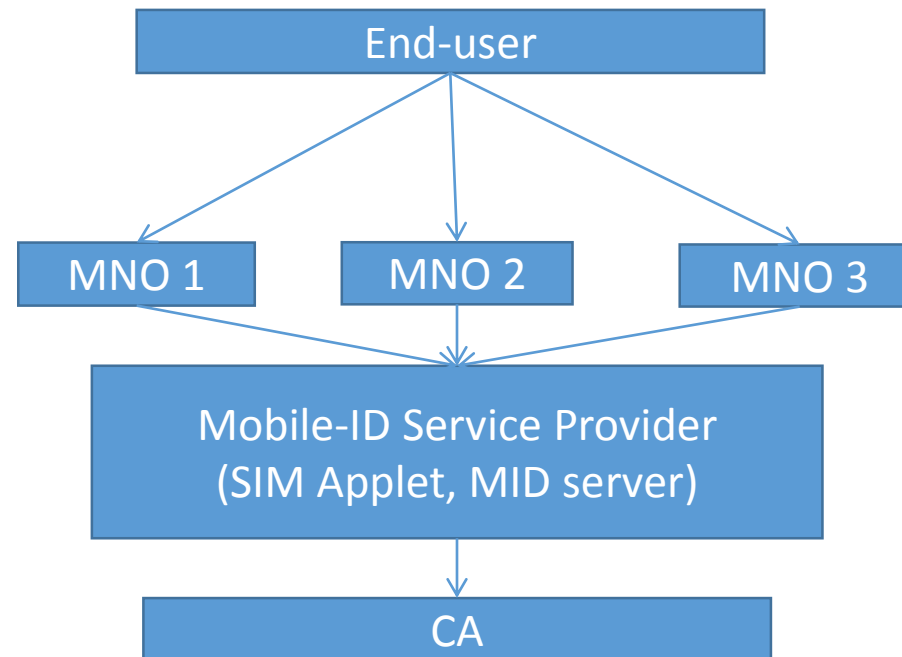 End-user
MNO 1
MNO 2
MNO 3
Mobile-ID Service Provider
(SIM Applet, MID server)
CA